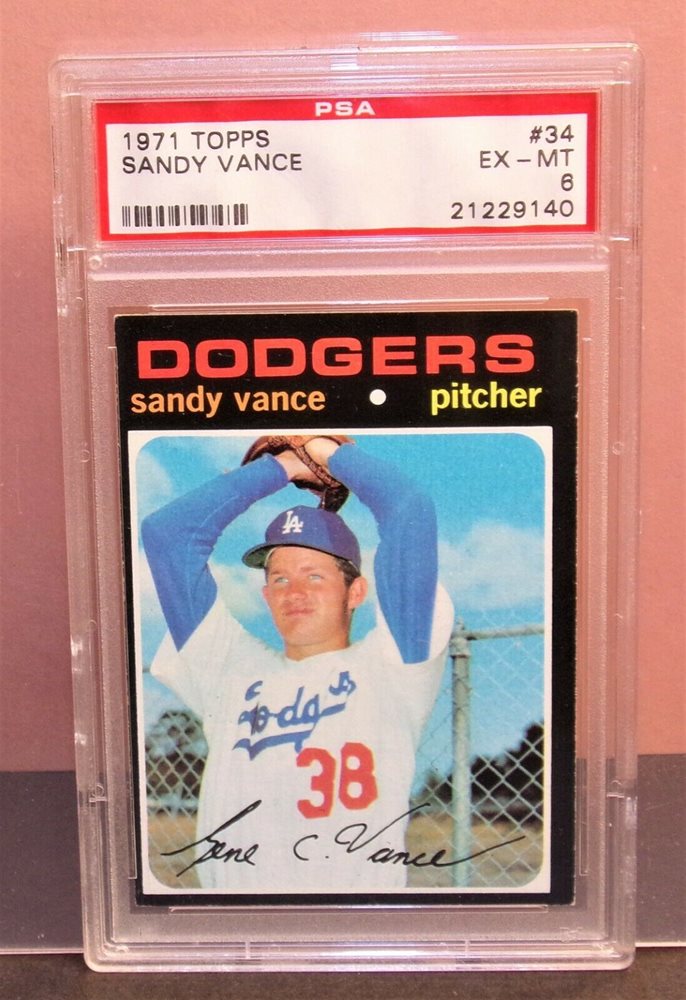 PSA
1971 TOPPS #34
SANDY VANCE EX - MT
6
21229140
DODGERS
sandy vance • pitcher
LA
Dodgers
38
Gene C. Vance